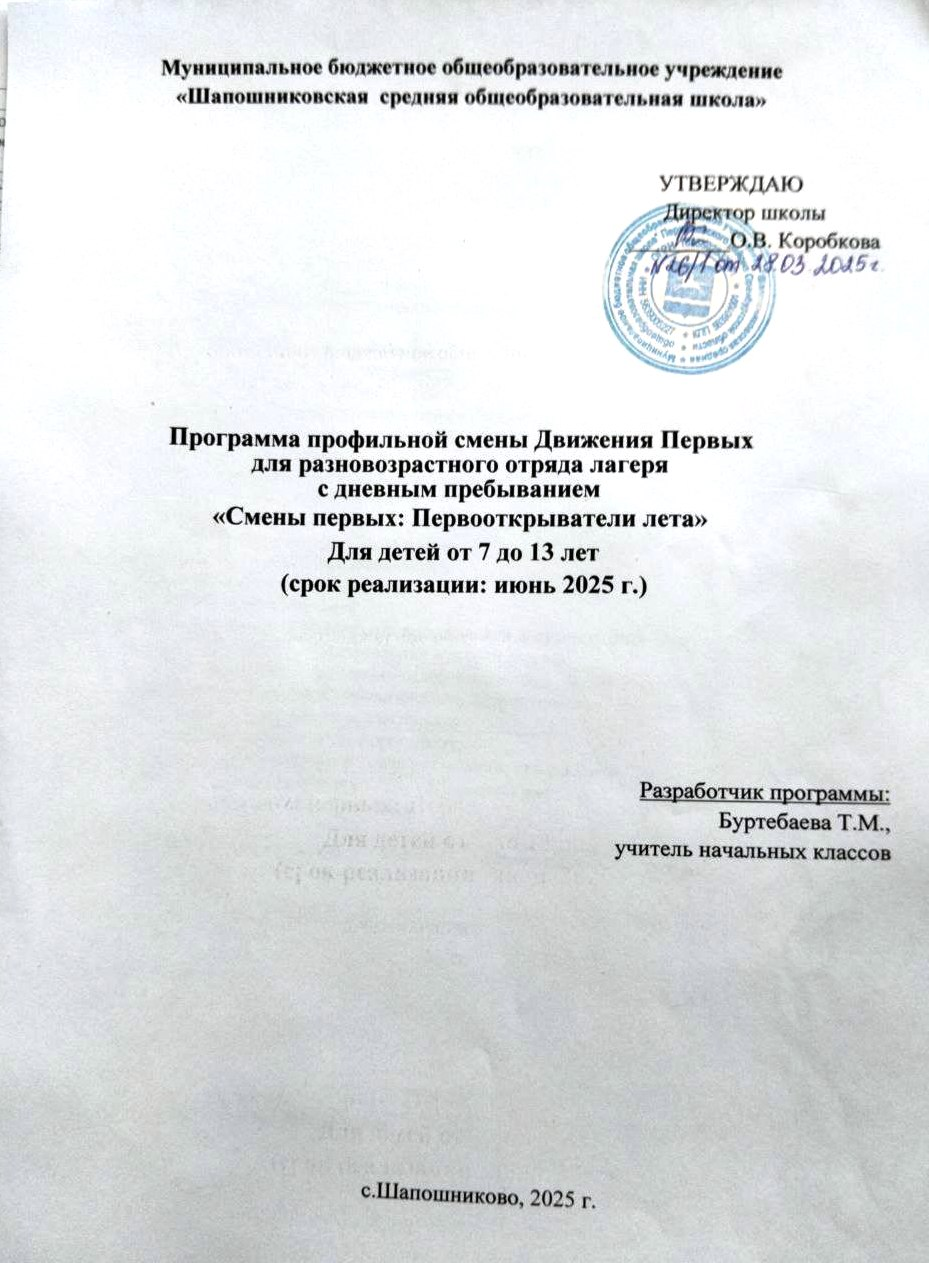 Муниципальное бюджетное общеобразовательное учреждение
«Шапошниковская средняя общеобразовательная школа»
УТВЕРЖДАЮ
Директор школы
О.В. Коробкова
№26/1 от 28.03.2025г.
Программа профильной смены Движения Первых
для разновозрастного отряда лагеря
с дневным пребыванием
«Смены первых: Первооткрыватели лета»
Для детей от 7 до 13 лет
(срок реализации: июнь 2025 г.)
Разработчик программы:
Буртебаева Т.М.,
учитель начальных классов
с.Шапошниково, 2025 г.